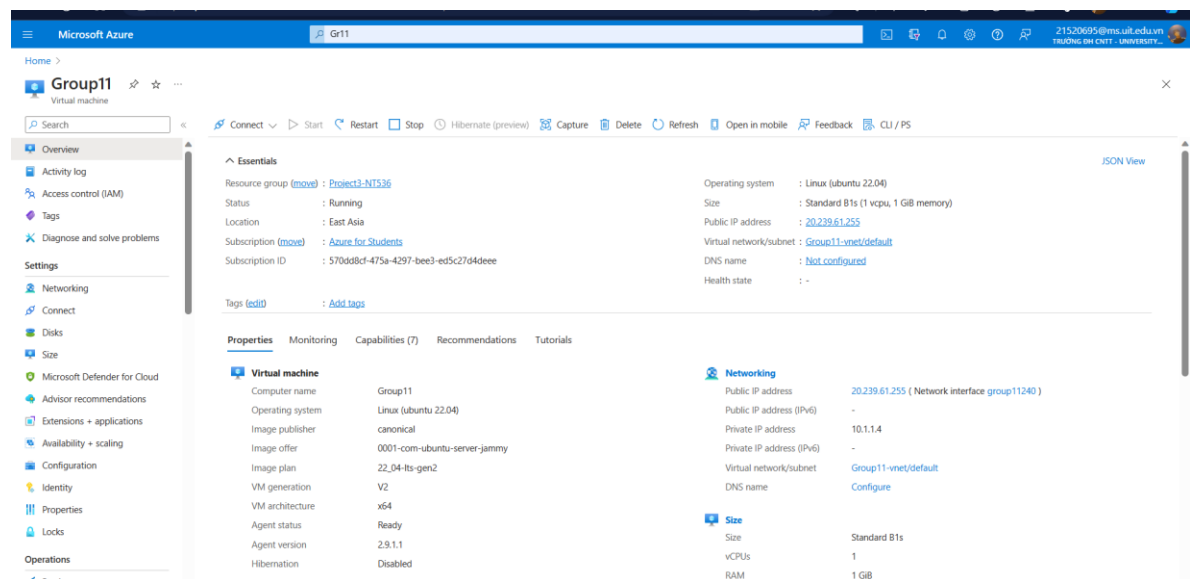 Microsoft Azure
Gr11
21520695@ms.uit.edu.vn
TRƯỜNG ĐH CNTT - UNIVERSITY...
Home >
Group11
Virtual machine
Search
Connect Start Restart Stop Hibernate (preview) Capture Delete Refresh Open in mobile Feedback CLI / PS
Overview
Activity log
Access control (IAM)
Tags
Diagnose and solve problems
Settings
Networking
Connect
Disks
Size
Microsoft Defender for Cloud
Advisor recommendations
Extensions + applications
Availability + scaling
Configuration
Identity
Properties
Locks
Operations
Essentials
JSON View
Resource group (move) : Project3-NT536
Status : Running
Location : East Asia
Subscription (move) : Azure for Students
Subscription ID : 570dd8cf-475a-4297-bee3-ed5c27d4deee
Tags (edit) : Add tags
Operating system : Linux (ubuntu 22.04)
Size : Standard B1s (1 vcpu, 1 GiB memory)
Public IP address : 20.239.61.255
Virtual network/subnet : Group11-vnet/default
DNS name : Not configured
Health state : -
Properties Monitoring Capabilities (7) Recommendations Tutorials
Virtual machine
Computer name Group11
Operating system Linux (ubuntu 22.04)
Image publisher canonical
Image offer 0001-com-ubuntu-server-jammy
Image plan 22_04-lts-gen2
VM generation V2
VM architecture x64
Agent status Ready
Agent version 2.9.1.1
Hibernation Disabled
Networking
Public IP address 20.239.61.255 ( Network interface group11240 )
Public IP address (IPv6) -
Private IP address 10.1.1.4
Private IP address (IPv6) -
Virtual network/subnet Group11-vnet/default
DNS name Configure
Size
Size Standard B1s
vCPUs 1
RAM 1 GiB